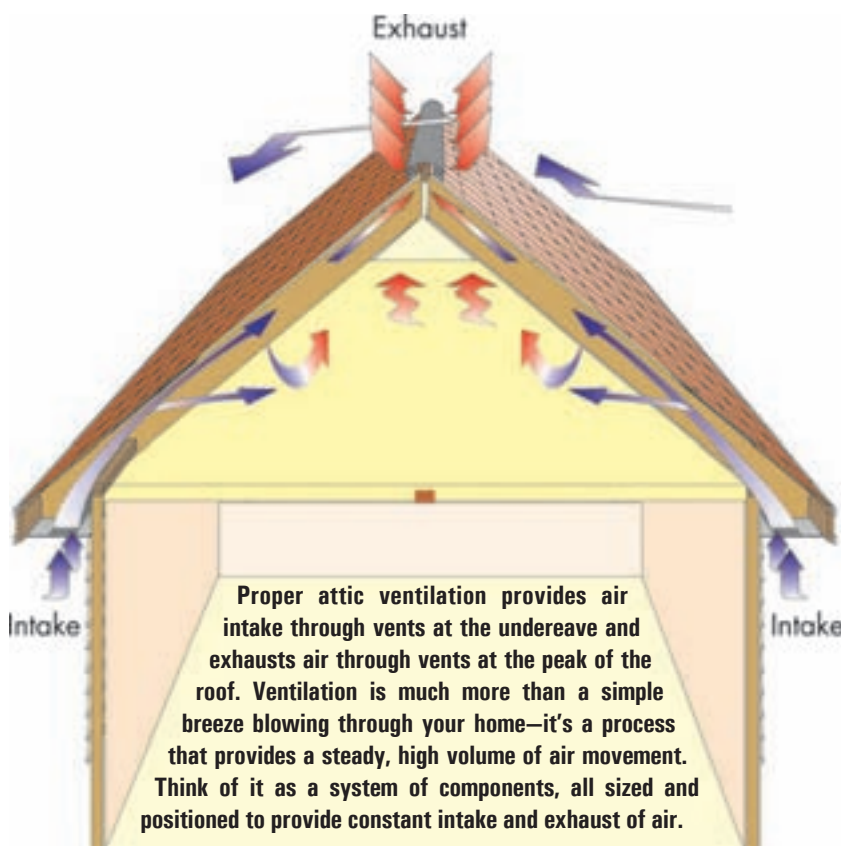 Exhaust
Intake
Intake
Proper attic ventilation provides air
intake through vents at the undereave and
exhausts air through vents at the peak of the
roof. Ventilation is much more than a simple
breeze blowing through your home—it's a process
that provides a steady, high volume of air movement.
Think of it as a system of components, all sized and
positioned to provide constant intake and exhaust of air.